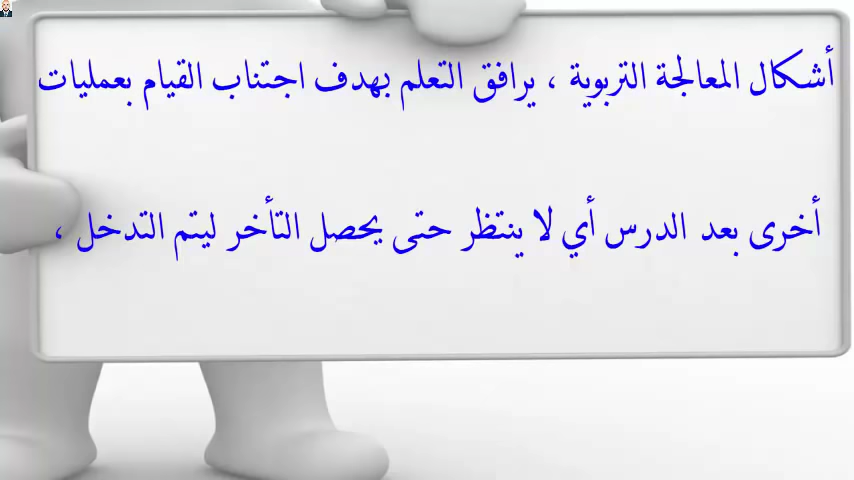 أشكال المعالجة التربوية ، يرافق التعلم بهدف اجتناب القيام بعمليات
أخرى بعد الدرس أي لا ينتظر حتى يحصل التأخر ليتم التدخل ،